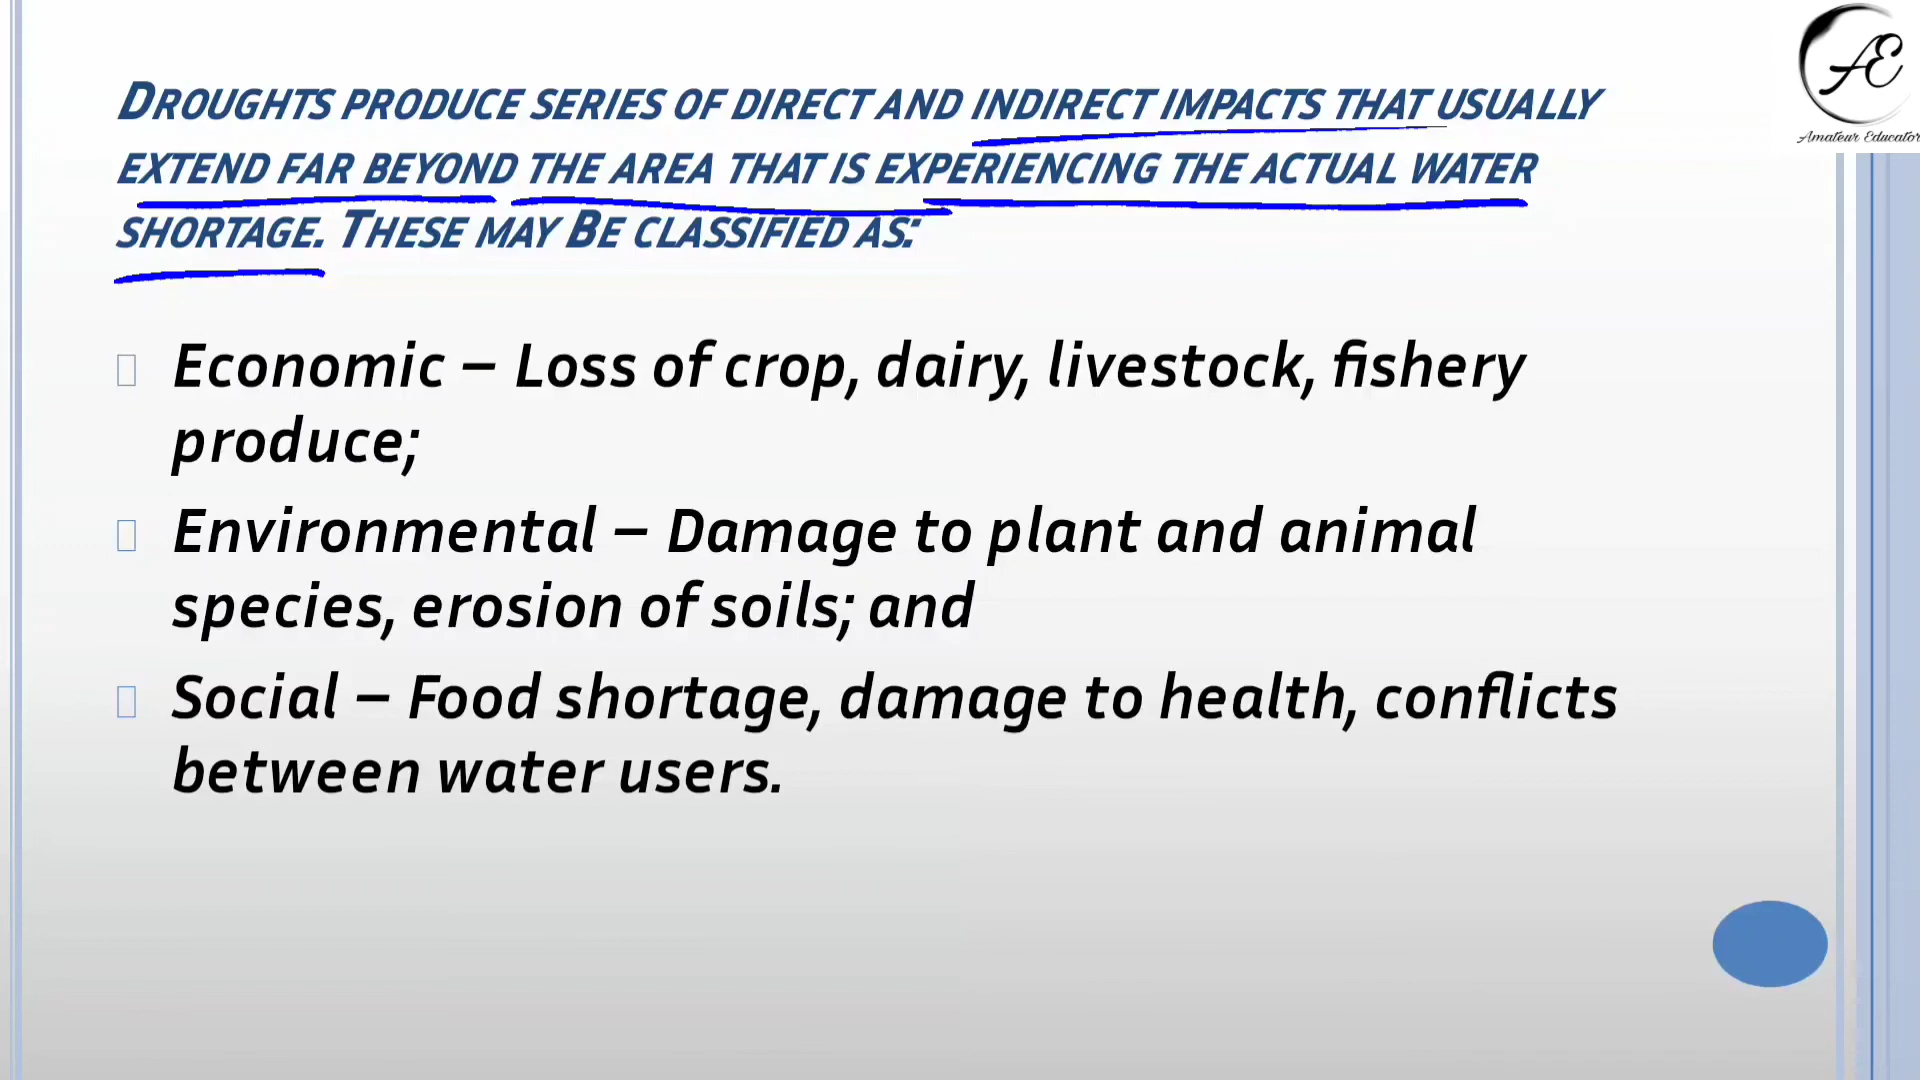 DROUGHTS PRODUCE SERIES OF DIRECT AND INDIRECT IMPACTS THAT USUALLY
EXTEND FAR BEYOND THE AREA THAT IS EXPERIENCING THE ACTUAL WATER
SHORTAGE. THESE MAY BE CLASSIFIED AS:
Economic – Loss of crop, dairy, livestock, fishery
produce;
Environmental – Damage to plant and animal
species, erosion of soils; and
Social – Food shortage, damage to health, conflicts
between water users.
AE
Amateur Educator